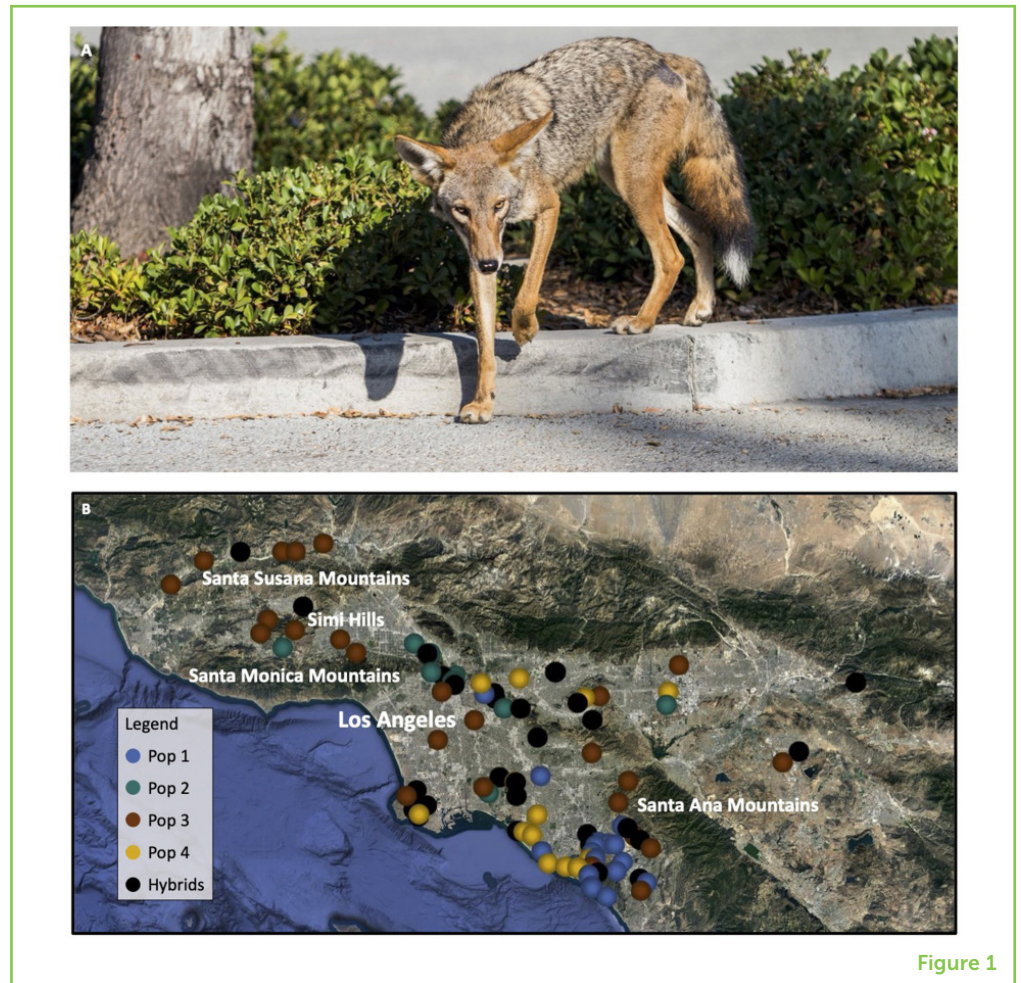 A
B
Santa Susana Mountains
Simi Hills
Santa Monica Mountains
Los Angeles
Santa Ana Mountains
Legend
Pop 1
Pop 2
Pop 3
Pop 4
Hybrids
Figure 1